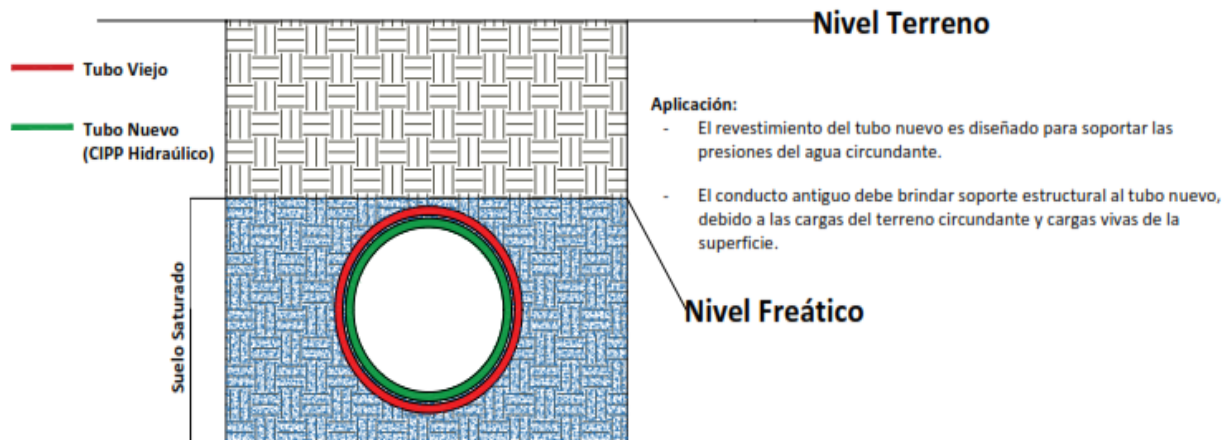 Nivel Terreno
Tubo Viejo
Tubo Nuevo
(CIPP Hidraúlico)
Aplicación:
- El revestimiento del tubo nuevo es diseñado para soportar las
presiones del agua circundante.
- El conducto antiguo debe brindar soporte estructural al tubo nuevo,
debido a las cargas del terreno circundante y cargas vivas de la
superficie.
Nivel Freático
Suelo Saturado